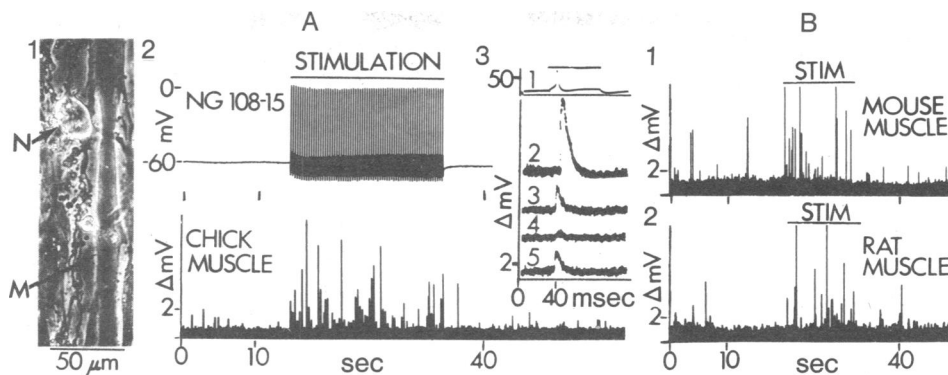 A
B
1
2
N
M
50 μm
STIMULATION
NG 108-15
0
mV
-60
CHICK
MUSCLE
ΔmV
2
0
10
sec
40
3
50
1
2
3
4
5
ΔmV
2
0
40 msec
1
STIM
MOUSE
MUSCLE
ΔmV
2
2
STIM
RAT
MUSCLE
ΔmV
2
0
10
sec
40